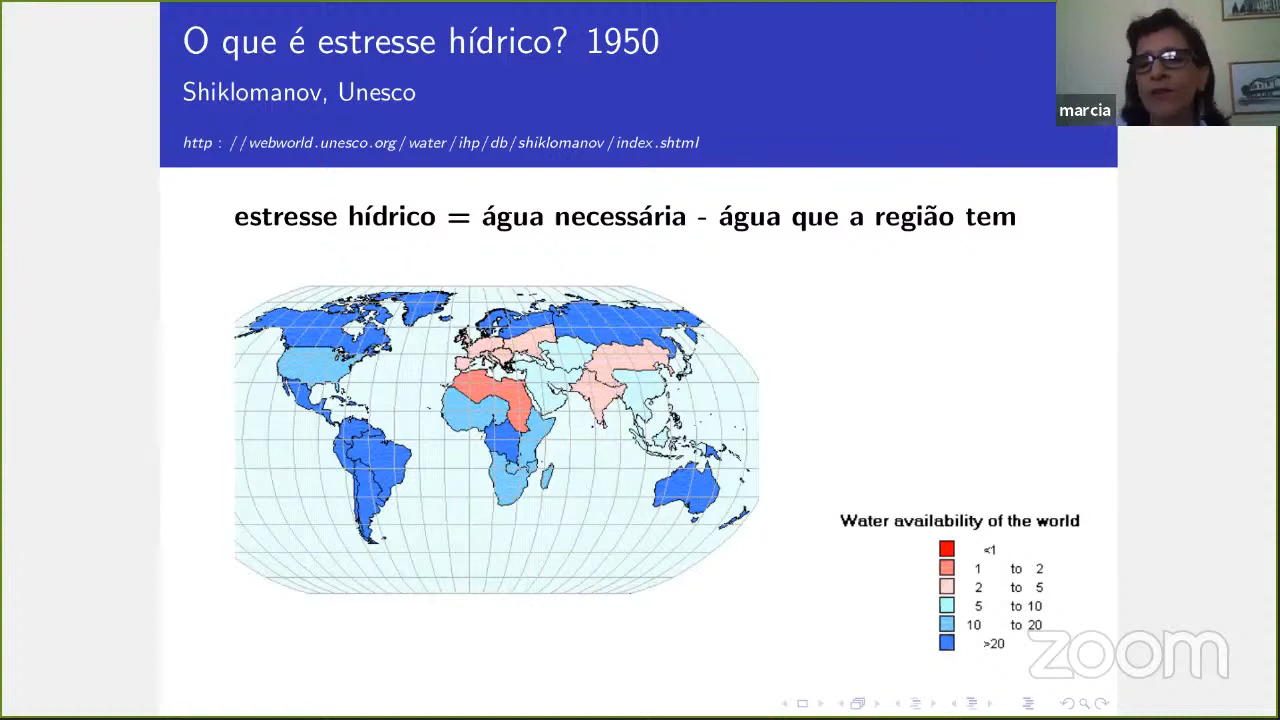 O que é estresse hídrico? 1950
Shiklomanov, Unesco
http : //webworld.unesco.org/water/ihp/db/shiklomanov/index.shtml
marcia
estresse hídrico = água necessária - água que a região tem
Water availability of the world
<1
1 to 2
2 to 5
5 to 10
10 to 20
>20
zoom